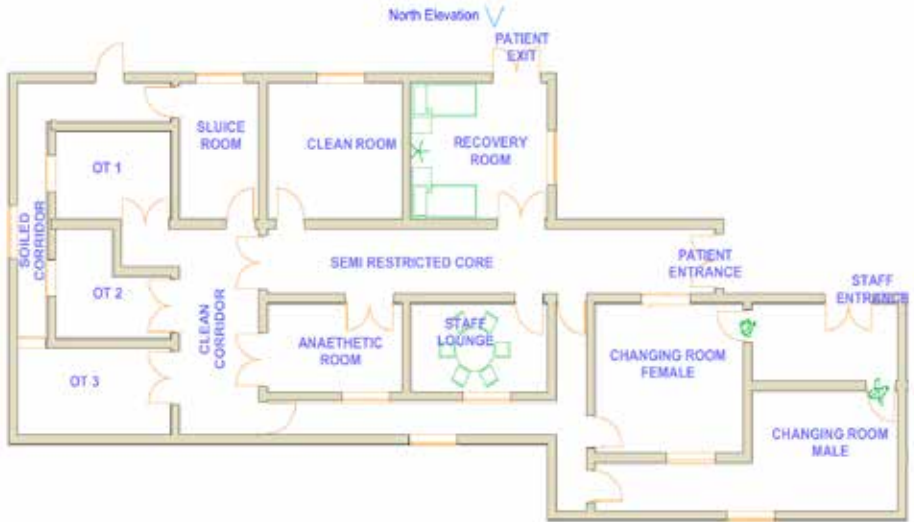 North Elevation
PATIENT
EXIT
SLUICE
ROOM
CLEAN ROOM
RECOVERY
ROOM
OT 1
SOILED
CORRIDOR
SEMI RESTRICTED CORE
PATIENT
ENTRANCE
STAFF
ENTRANCE
OT 2
CLEAN
CORRIDOR
ANAETHETIC
ROOM
STAFF
LOUNGE
CHANGING ROOM
FEMALE
OT 3
CHANGING ROOM
MALE